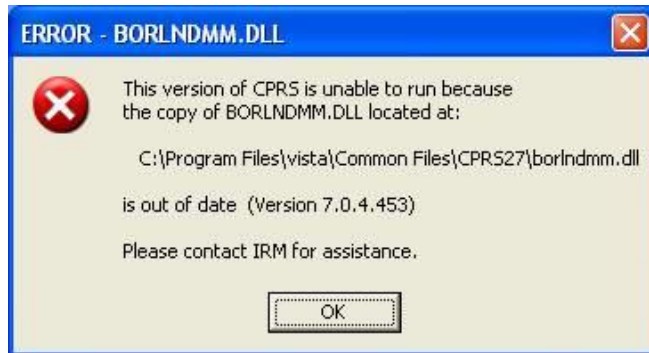 ERROR - BORLNDMM.DLL
This version of CPRS is unable to run because
the copy of BORLNDMM.DLL located at:
C:\Program Files\vista\Common Files\CPRS27\borlndmm.dll
is out of date (Version 7.0.4.453)
Please contact IRM for assistance.
OK